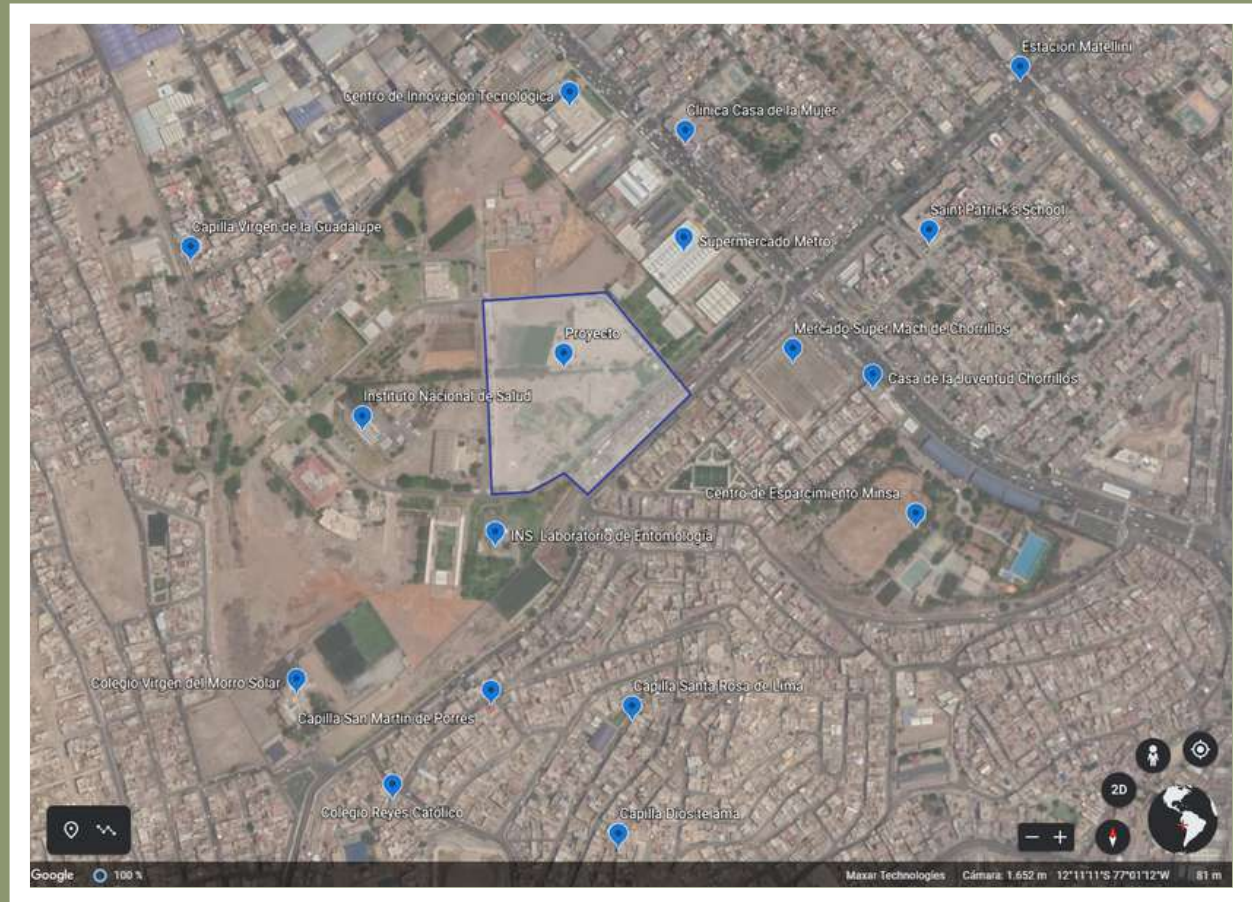 Estación Matellini
Centro de Innovación Tecnológica
Clínica Casa de la Mujer
Saint Patrick's School
Capilla Virgen de la Guadalupe
Supermercado Metro
Proyecto
Mercado Super Mach de Chorrillos
Casa de la Juventud Chorrillos
Instituto Nacional de Salud
Centro de Esparcimiento Minsa
INS. Laboratorio de Entomología
Colegio Virgen del Morro Solar
Capilla Santa Rosa de Lima
Capilla San Martin de Porres
Colegio Reyes Católico
Capilla Dios te ama
2D
Google
100 %
Maxar Technologies
Cámara: 1.652 m
12°11'11"S 77°01'12"W
81 m